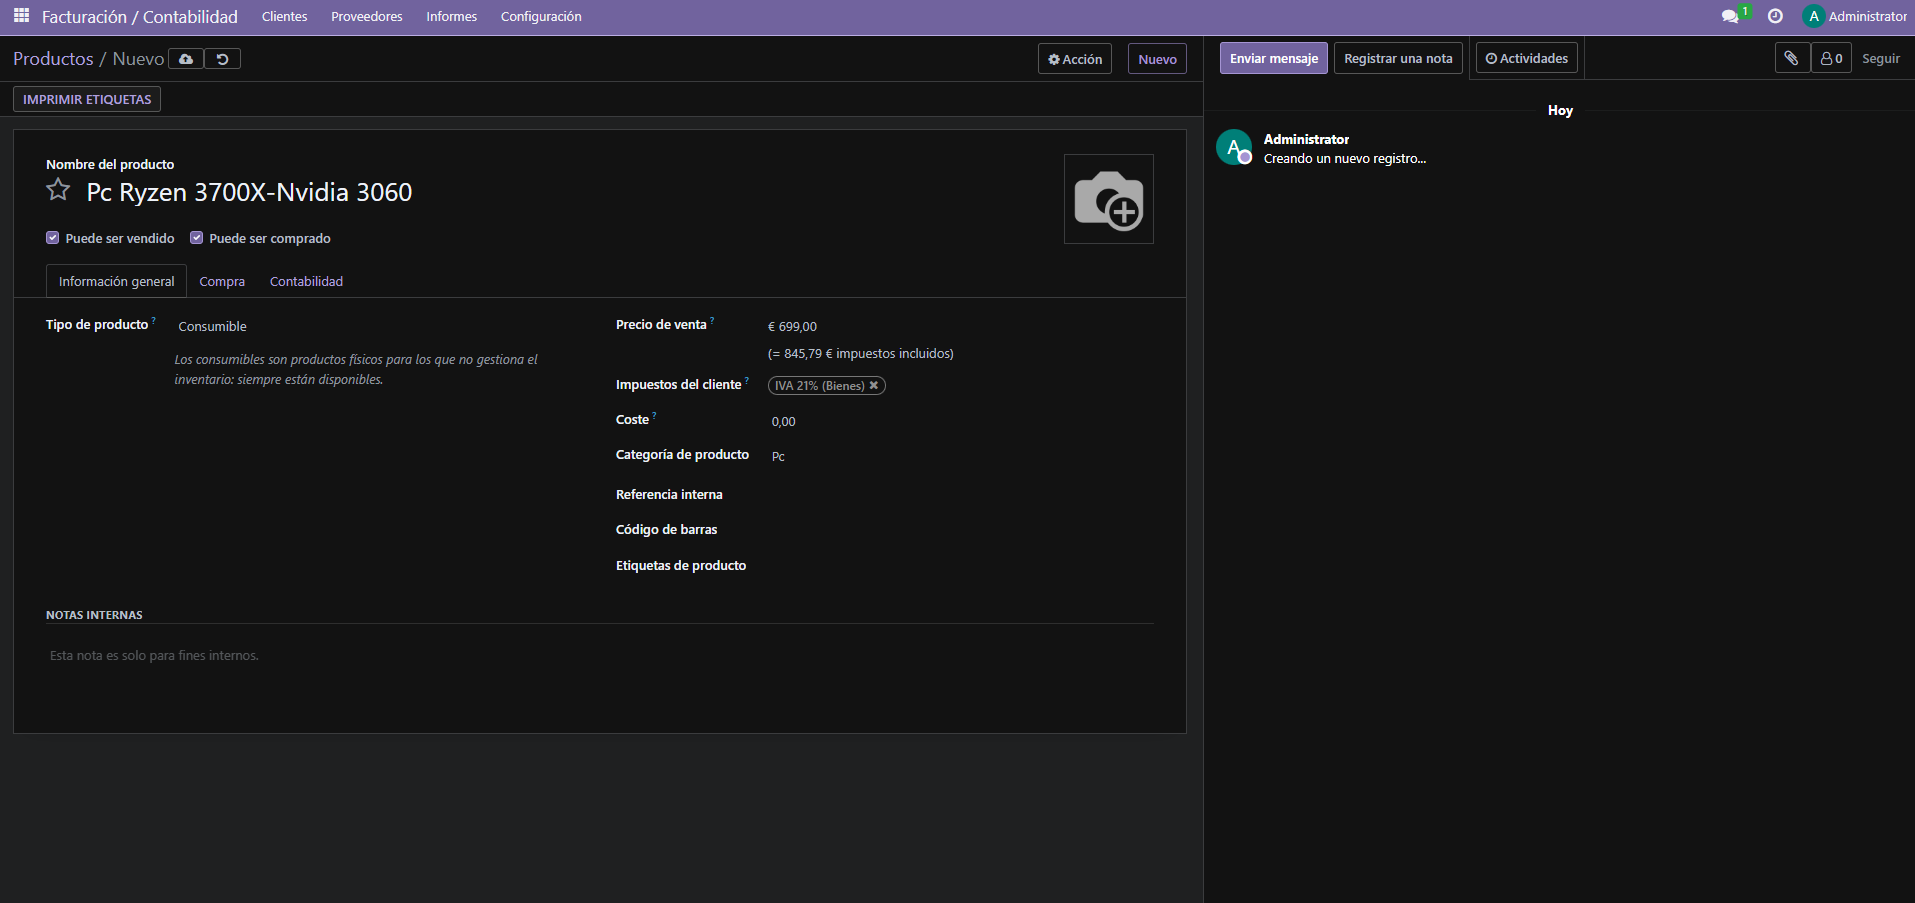 Facturación / Contabilidad Clientes Proveedores Informes Configuración 1 A Administrator
Productos / Nuevo Acción Nuevo
Enviar mensaje Registrar una nota Actividades 0 Seguir
IMPRIMIR ETIQUETAS
Hoy
A Administrator
Creando un nuevo registro...
Nombre del producto
Pc Ryzen 3700X-Nvidia 3060
Puede ser vendido Puede ser comprado
Información general Compra Contabilidad
Tipo de producto ? Consumible
Los consumibles son productos físicos para los que no gestiona el
inventario: siempre están disponibles.
Precio de venta ? € 699,00
(= 845,79 € impuestos incluidos)
Impuestos del cliente ? IVA 21% (Bienes)
Coste ? 0,00
Categoría de producto Pc
Referencia interna
Código de barras
Etiquetas de producto
NOTAS INTERNAS
Esta nota es solo para fines internos.